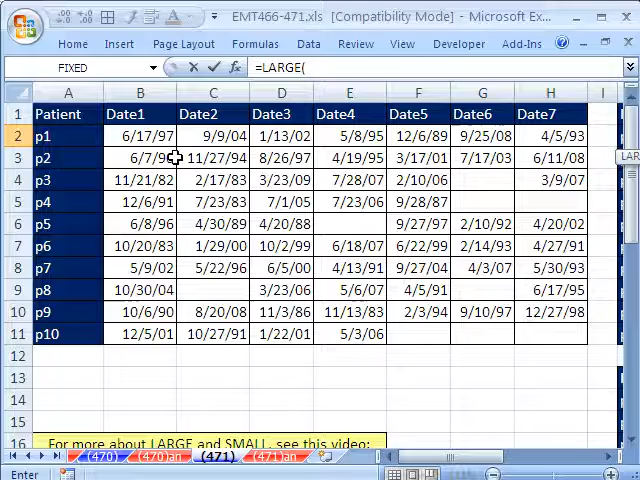 EMT466-471.xls [Compatibility Mode] - Microsoft Ex...
Home Insert Page Layout Formulas Data Review View Developer Add-Ins
FIXED =LARGE(
A B C D E F G H I
1 Patient Date1 Date2 Date3 Date4 Date5 Date6 Date7
2 p1 6/17/97 9/9/04 1/13/02 5/8/95 12/6/89 9/25/08 4/5/93
3 p2 6/7/96 11/27/94 8/26/97 4/19/95 3/17/01 7/17/03 6/11/08
LAR
4 p3 11/21/82 2/17/83 3/23/09 7/28/07 2/10/06 3/9/07
5 p4 12/6/91 7/23/83 7/1/05 7/23/06 9/28/87
6 p5 6/8/96 4/30/89 4/20/88 9/27/97 2/10/92 4/20/02
7 p6 10/20/83 1/29/00 10/2/99 6/18/07 6/22/99 2/14/93 4/27/91
8 p7 5/9/02 5/22/96 6/5/00 4/13/91 9/27/04 4/3/07 5/30/93
9 p8 10/30/04 3/23/06 5/6/07 4/5/91 6/17/95
10 p9 10/6/90 8/20/08 11/3/86 11/13/83 2/3/94 9/10/97 12/27/98
11 p10 12/5/01 10/27/91 1/22/01 5/3/06
12
13
14
15
16 For more about LARGE and SMALL, see this video:
(470) (470)an (471) (471)an
Enter